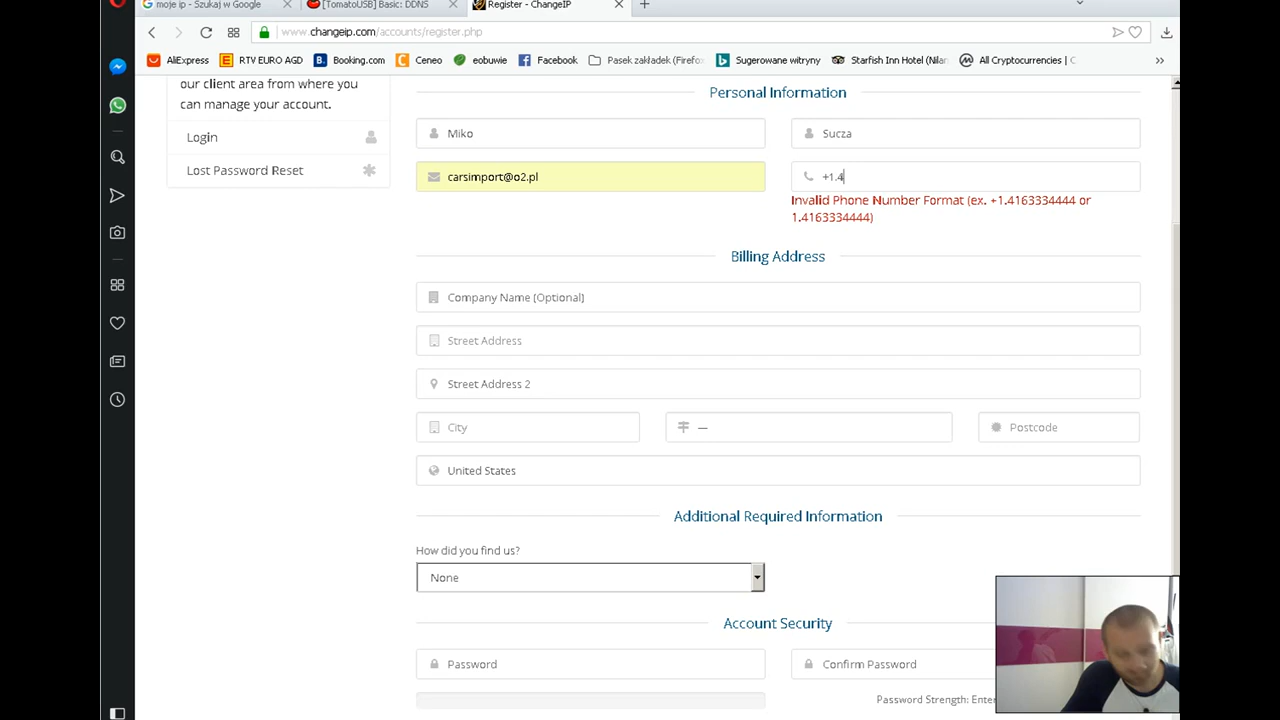 moje ip - Szukaj w Google
[TomatoUSB] Basic: DDNS
Register - ChangeIP
www.changeip.com/accounts/register.php
AliExpress
RTV EURO AGD
Booking.com
Ceneo
eobuwie
Facebook
Pasek zakładek (Firefox
Sugerowane witryny
Starfish Inn Hotel (Nilan
All Cryptocurrencies | C
our client area from where you
can manage your account.
Login
Lost Password Reset
Personal Information
Miko
Sucza
carsimport@o2.pl
+1.4
Invalid Phone Number Format (ex. +1.4163334444 or
1.4163334444)
Billing Address
Company Name (Optional)
Street Address
Street Address 2
City
—
Postcode
United States
Additional Required Information
How did you find us?
None
Account Security
Password
Confirm Password
Password Strength: Enter